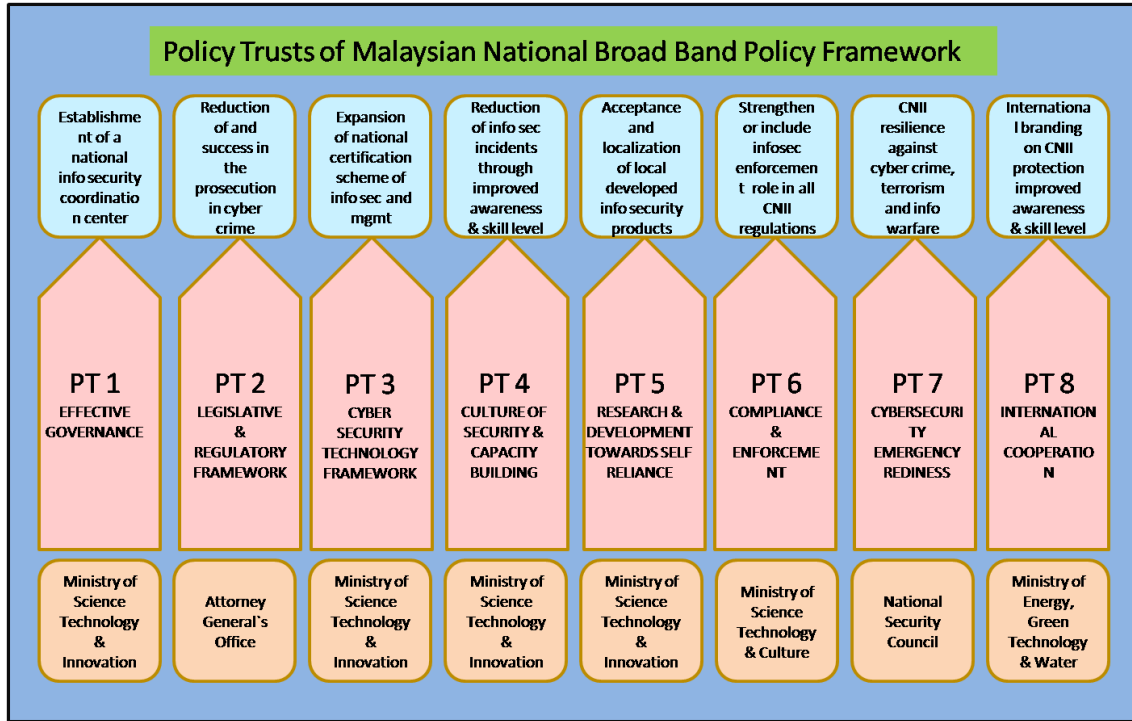 Policy Trusts of Malaysian National Broad Band Policy Framework
Establishme
nt of a
national
info security
coordinatio
n center
Reduction
of and
success in
the
prosecution
in cyber
crime
Expansion
of national
certification
scheme of
info sec and
mgmt
Reduction
of info sec
incidents
through
improved
awareness
& skill level
Acceptance
and
localization
of local
developed
info security
products
Strengthen
or include
infosec
enforcemen
t role in all
CNII
regulations
CNII
resilience
against
cyber crime,
terrorism
and info
warfare
Internationa
l branding
on CNII
protection
improved
awareness
& skill level
PT 1
EFFECTIVE
GOVERNANCE
PT 2
LEGISLATIVE
&
REGULATORY
FRAMEWORK
PT 3
CYBER
SECURITY
TECHNOLOGY
FRAMEWORK
PT 4
CULTURE OF
SECURITY &
CAPACITY
BUILDING
PT 5
RESEARCH &
DEVELOPMENT
TOWARDS SELF
RELIANCE
PT 6
COMPLIANCE
&
ENFORCEME
NT
PT 7
CYBERSECURI
TY
EMERGENCY
REDINESS
PT 8
INTERNATION
AL
COOPERATIO
N
Ministry of
Science
Technology
&
Innovation
Attorney
General`s
Office
Ministry of
Science
Technology
&
Innovation
Ministry of
Science
Technology
&
Innovation
Ministry of
Science
Technology
&
Innovation
Ministry of
Science
Technology
& Culture
National
Security
Council
Ministry of
Energy,
Green
Technology
& Water